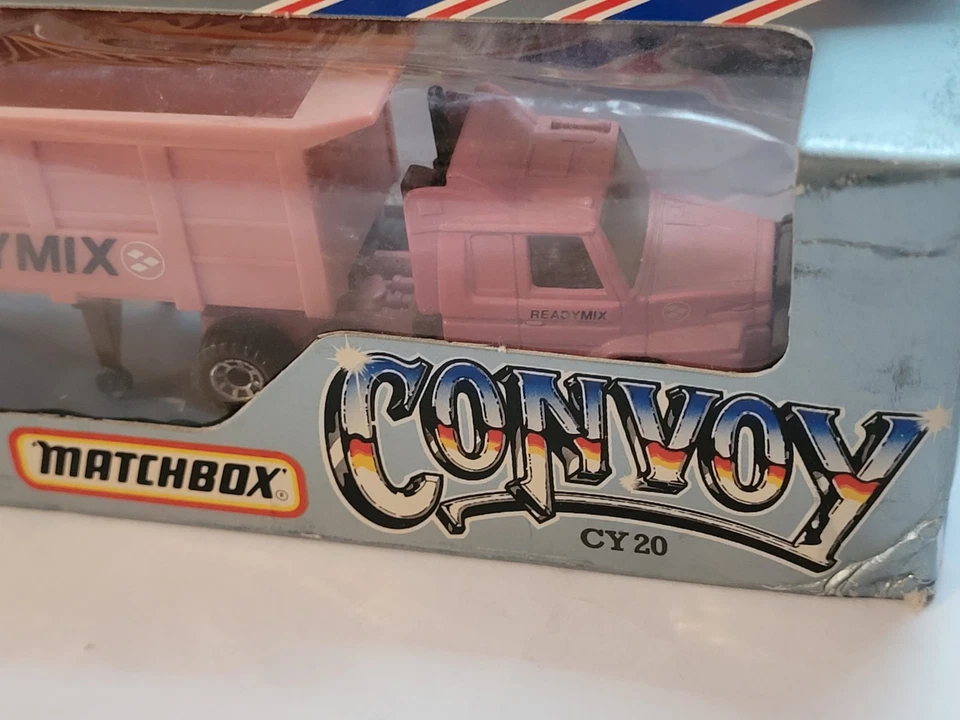 YMIX
READYMIX
MATCHBOX®
CONVOY
CY 20